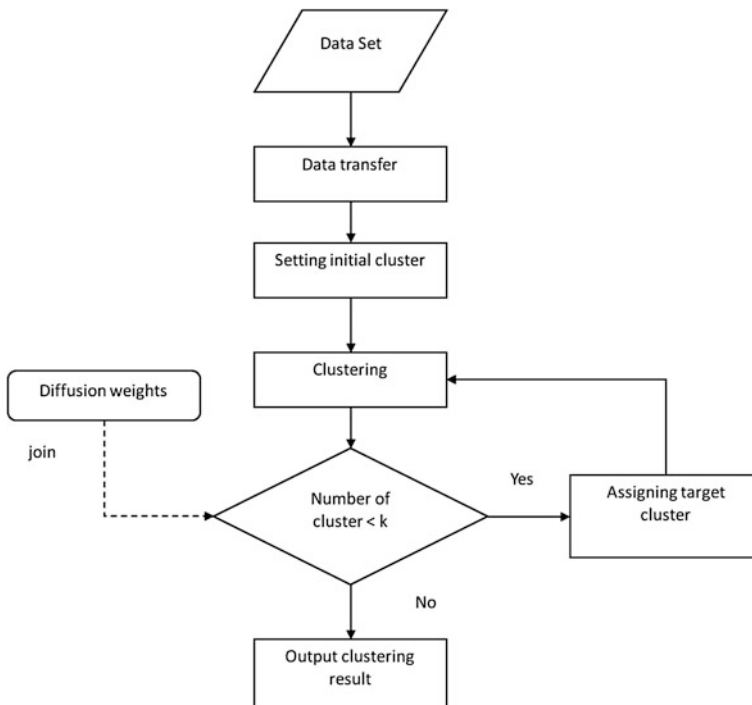 Data Set
Data transfer
Setting initial cluster
Clustering
Diffusion weights
join
Number of
cluster < k
Yes
Assigning target
cluster
No
Output clustering
result